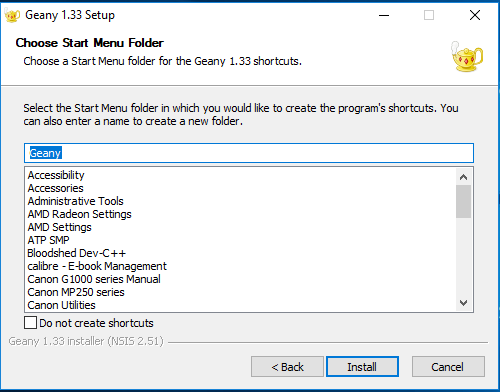 Geany 1.33 Setup
Choose Start Menu Folder
Choose a Start Menu folder for the Geany 1.33 shortcuts.
Select the Start Menu folder in which you would like to create the program's shortcuts. You
can also enter a name to create a new folder.
Geany
Accessibility
Accessories
Administrative Tools
AMD Radeon Settings
AMD Settings
ATP SMP
Bloodshed Dev-C++
calibre - E-book Management
Canon G1000 series Manual
Canon MP250 series
Canon Utilities
Do not create shortcuts
Geany 1.33 installer (NSIS 2.51)
< Back
Install
Cancel